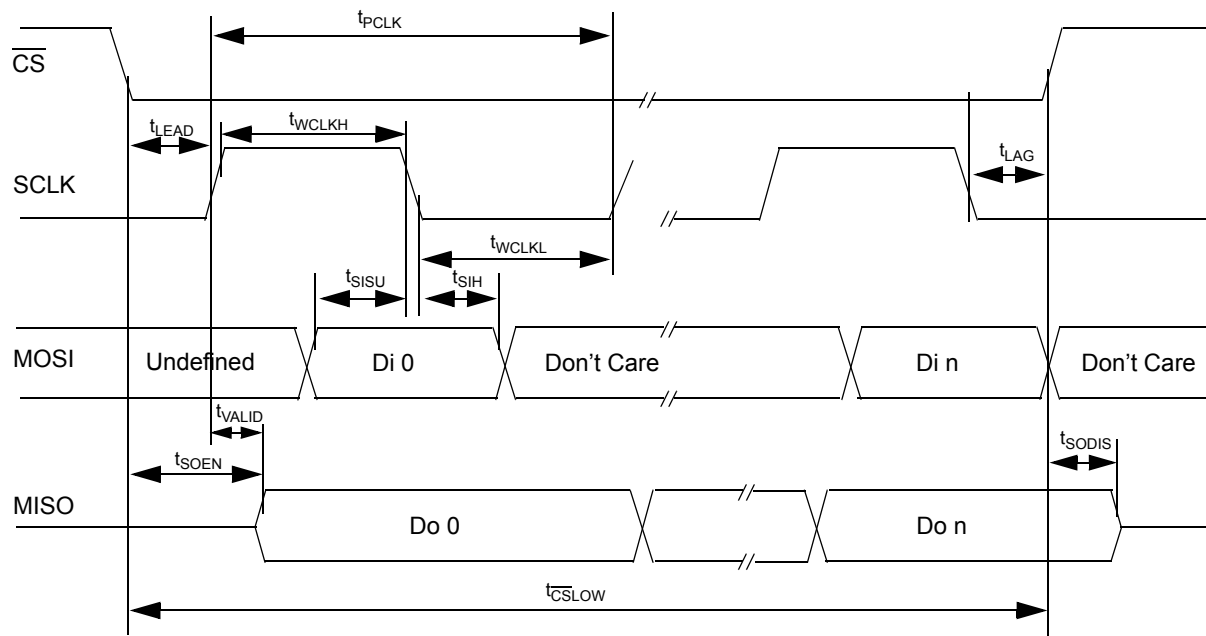 tPCLK
CS
tLEAD
tWCLKH
tLAG
SCLK
tWCLKL
tSISU
tSIH
MOSI
Undefined
Di 0
Don't Care
Di n
Don't Care
tVALID
tSOEN
tSODIS
MISO
Do 0
Do n
tCSLOW